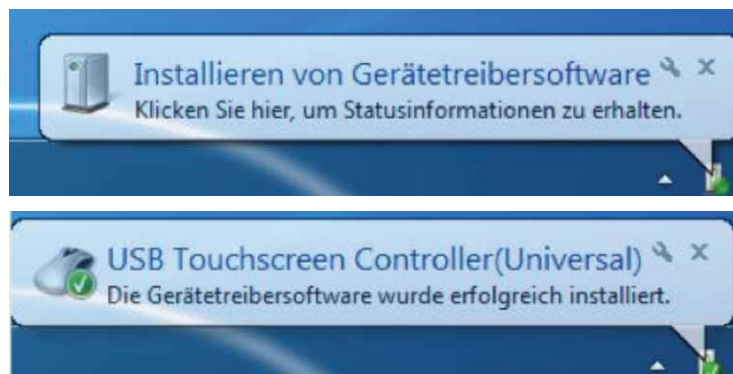 Installieren von Gerätetreibersoftware
Klicken Sie hier, um Statusinformationen zu erhalten.
USB Touchscreen Controller(Universal)
Die Gerätetreibersoftware wurde erfolgreich installiert.